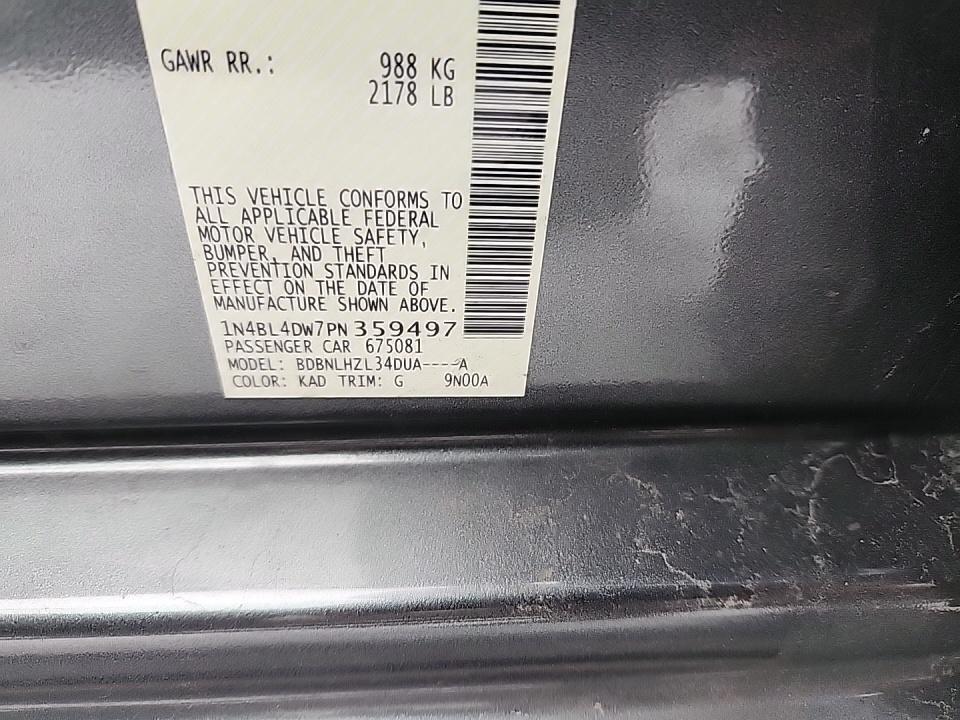 GAWR RR.: 988 KG
2178 LB
THIS VEHICLE CONFORMS TO
ALL APPLICABLE FEDERAL
MOTOR VEHICLE SAFETY,
BUMPER, AND THEFT
PREVENTION STANDARDS IN
EFFECT ON THE DATE OF
MANUFACTURE SHOWN ABOVE.
1N4BL4DW7PN359497
PASSENGER CAR 675081
MODEL: BDBNLHZL34DUA----A
COLOR: KAD TRIM: G 9N00A